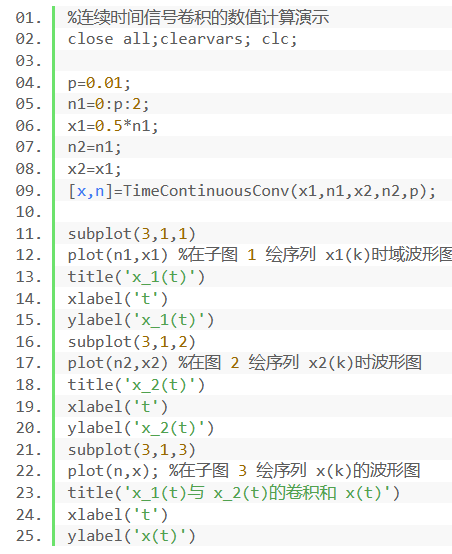 01. %连续时间信号卷积的数值计算演示
02. close all;clearvars; clc;
03.
04. p=0.01;
05. n1=0:p:2;
06. x1=0.5*n1;
07. n2=n1;
08. x2=x1;
09. [x,n]=TimeContinuousConv(x1,n1,x2,n2,p);
10.
11. subplot(3,1,1)
12. plot(n1,x1) %在子图 1 绘序列 x1(k)时域波形图
13. title('x_1(t)')
14. xlabel('t')
15. ylabel('x_1(t)')
16. subplot(3,1,2)
17. plot(n2,x2) %在图 2 绘序列 x2(k)时波形图
18. title('x_2(t)')
19. xlabel('t')
20. ylabel('x_2(t)')
21. subplot(3,1,3)
22. plot(n,x); %在子图 3 绘序列 x(k)的波形图
23. title('x_1(t)与 x_2(t)的卷积和 x(t)')
24. xlabel('t')
25. ylabel('x(t)')